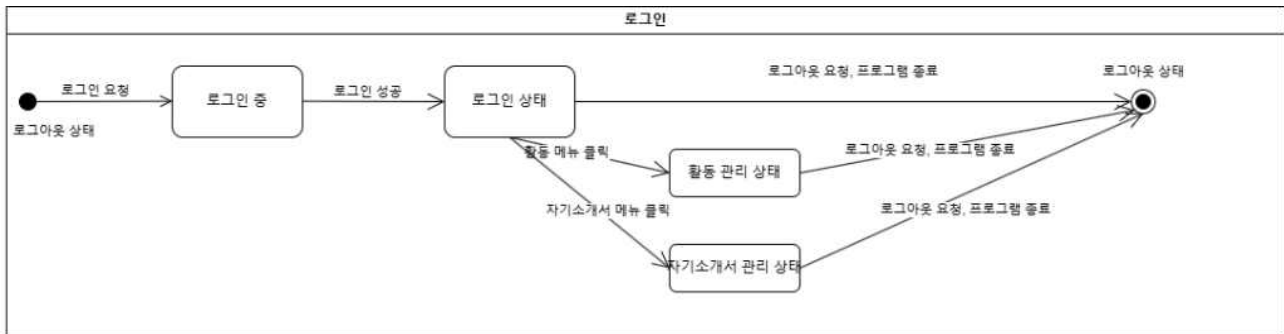 로그인
로그아웃 요청, 프로그램 종료
로그아웃 상태
로그인 요청
로그인 중
로그인 성공
로그인 상태
로그아웃 상태
활동 메뉴 클릭
활동 관리 상태
로그아웃 요청, 프로그램 종료
자기소개서 메뉴 클릭
로그아웃 요청, 프로그램 종료
자기소개서 관리 상태